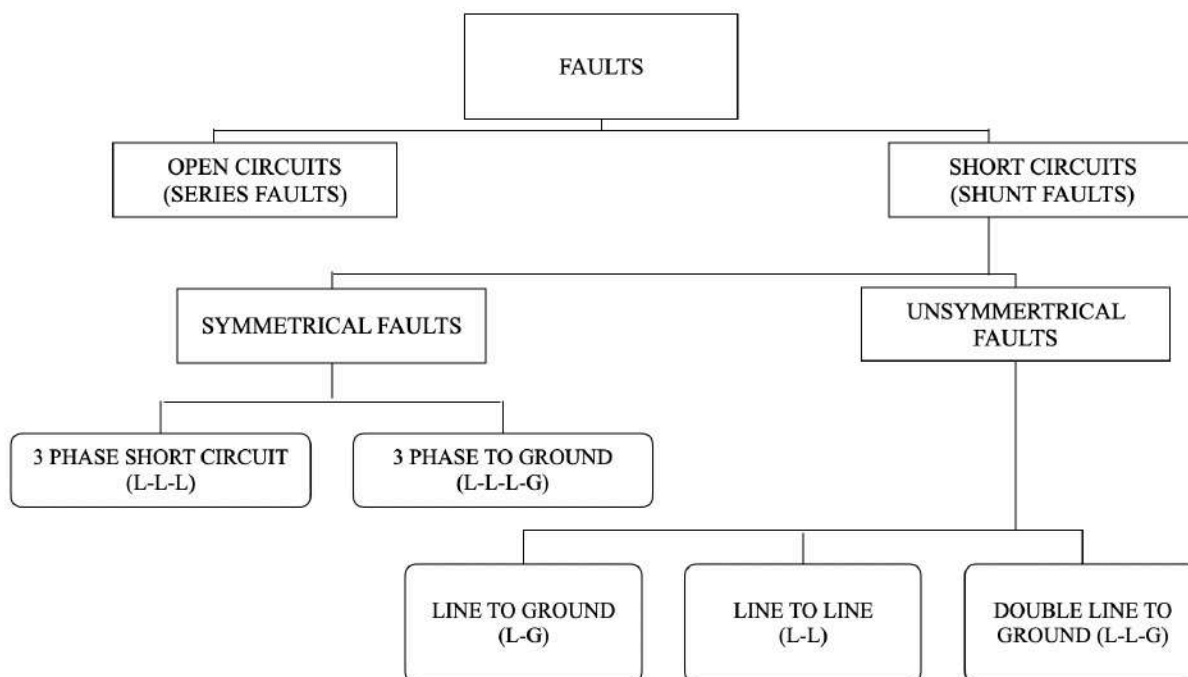 FAULTS
OPEN CIRCUITS
(SERIES FAULTS)
SHORT CIRCUITS
(SHUNT FAULTS)
SYMMETRICAL FAULTS
UNSYMMERTRICAL
FAULTS
3 PHASE SHORT CIRCUIT
(L-L-L)
3 PHASE TO GROUND
(L-L-L-G)
LINE TO GROUND
(L-G)
LINE TO LINE
(L-L)
DOUBLE LINE TO
GROUND (L-L-G)